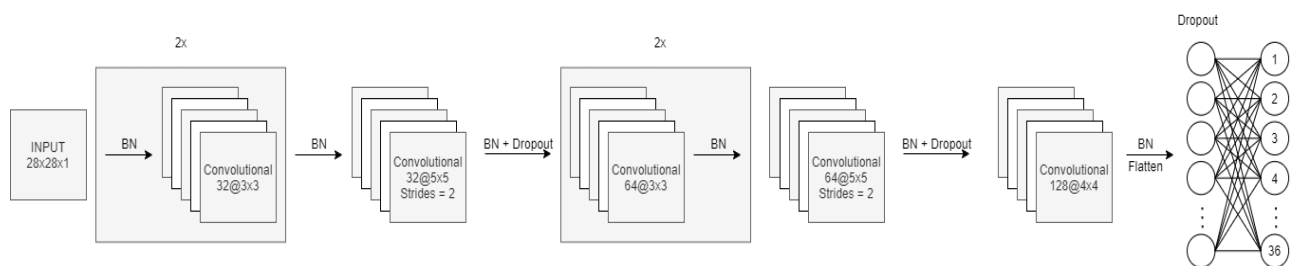 2x
2x
Dropout
INPUT
28x28x1
BN
Convolutional
32@3x3
BN
Convolutional
32@5x5
Strides = 2
BN + Dropout
Convolutional
64@3x3
BN
Convolutional
64@5x5
Strides = 2
BN + Dropout
Convolutional
128@4x4
BN
Flatten
1
2
3
4
36